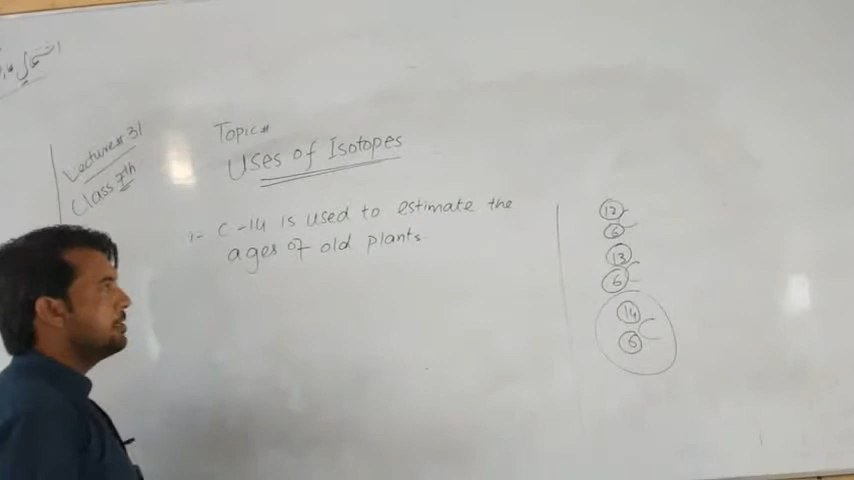 Lecture# 31
Class 7th
Topic#
Uses of Isotopes
i- C-14 is used to estimate the
ages of old plants.
12
6 C
13
6 C
14
6 C